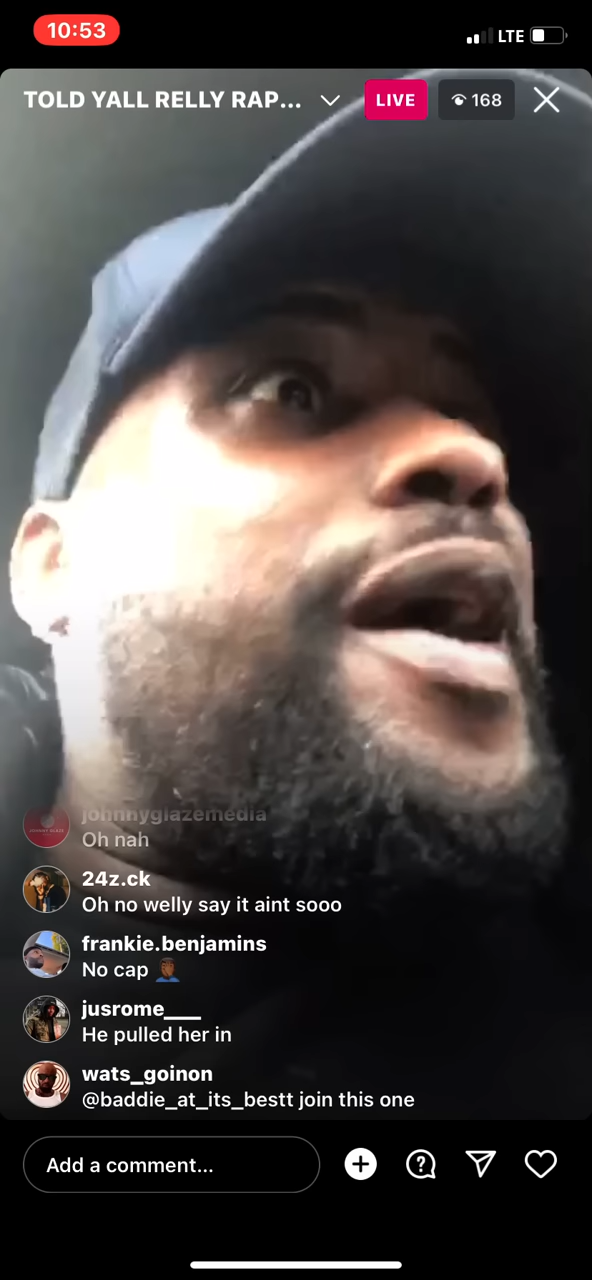 10:53
LTE
TOLD YALL RELLY RAP...
LIVE
168
johnnyglazemedia
Oh nah
24z.ck
Oh no welly say it aint sooo
frankie.benjamins
No cap 🤦🏾‍♂️
jusrome___
He pulled her in
wats_goinon
@baddie_at_its_bestt join this one
Add a comment...